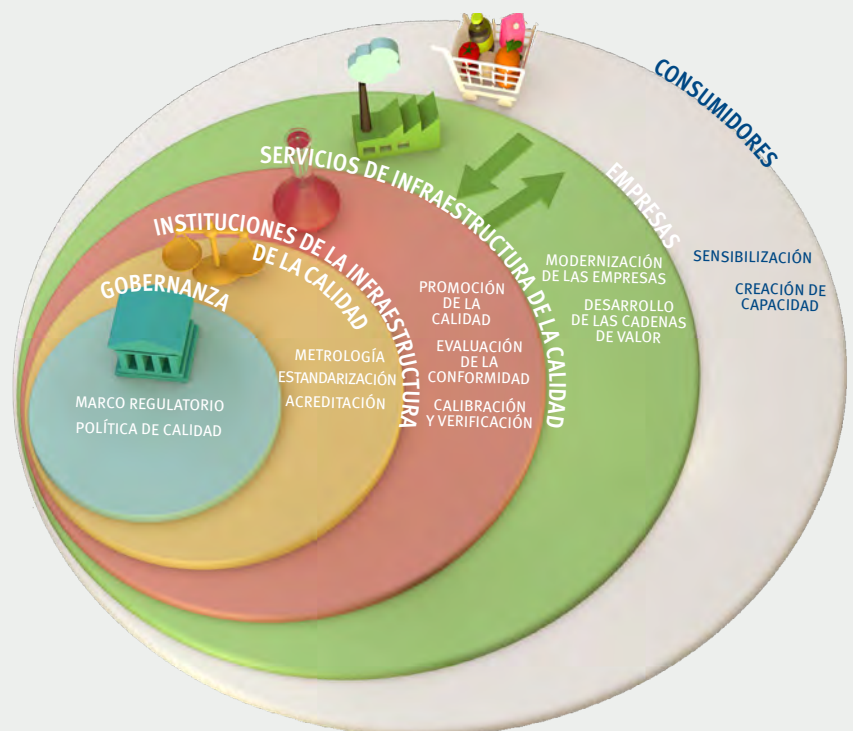 CONSUMIDORES
SENSIBILIZACIÓN
CREACIÓN DE
CAPACIDAD
EMPRESAS
MODERNIZACIÓN
DE LAS EMPRESAS
DESARROLLO
DE LAS CADENAS
DE VALOR
SERVICIOS DE INFRAESTRUCTURA DE LA CALIDAD
PROMOCIÓN
DE LA
CALIDAD
EVALUACIÓN
DE LA
CONFORMIDAD
CALIBRACIÓN
Y VERIFICACIÓN
INSTITUCIONES DE LA INFRAESTRUCTURA
DE LA CALIDAD
METROLOGÍA
ESTANDARIZACIÓN
ACREDITACIÓN
GOBERNANZA
MARCO REGULATORIO
POLÍTICA DE CALIDAD